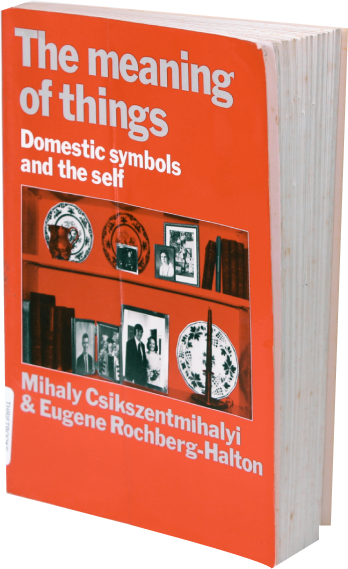 The meaning
of things
Domestic symbols
and the self
Mihaly Csikszentmihalyi
& Eugene Rochberg-Halton